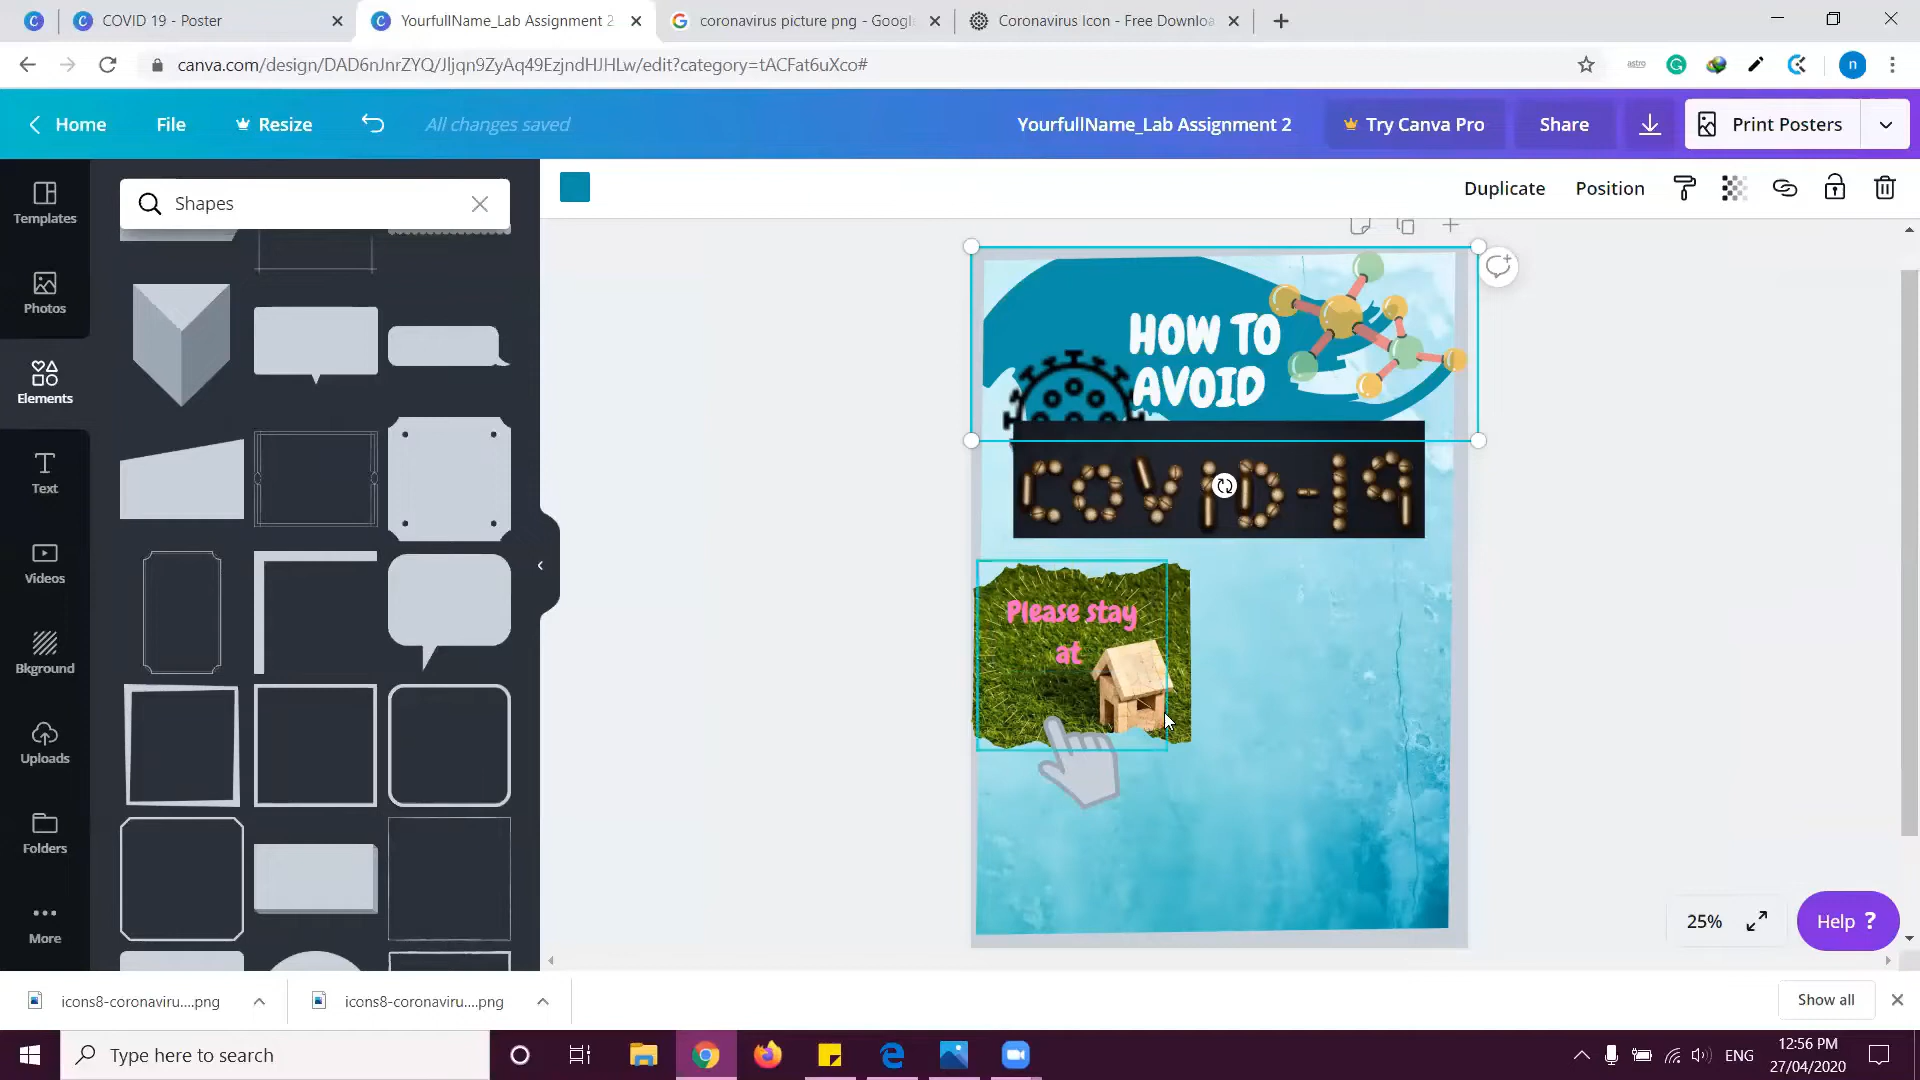 COVID 19 - Poster
YourfullName_Lab Assignment 2
coronavirus picture png - Googl
Coronavirus Icon - Free Downloa
canva.com/design/DAD6nJnrZYQ/Jljqn9ZyAq49EzjndHJHLw/edit?category=tACFat6uXco#
astro
n
Home
File
Resize
All changes saved
YourfullName_Lab Assignment 2
Try Canva Pro
Share
Print Posters
Templates
Photos
Elements
Text
Videos
Bkground
Uploads
Folders
More
Shapes
Duplicate
Position
HOW TO
AVOID
COVID-19
Please stay
at
25%
Help ?
icons8-coronaviru....png
icons8-coronaviru....png
Show all
Type here to search
ENG
12:56 PM
27/04/2020